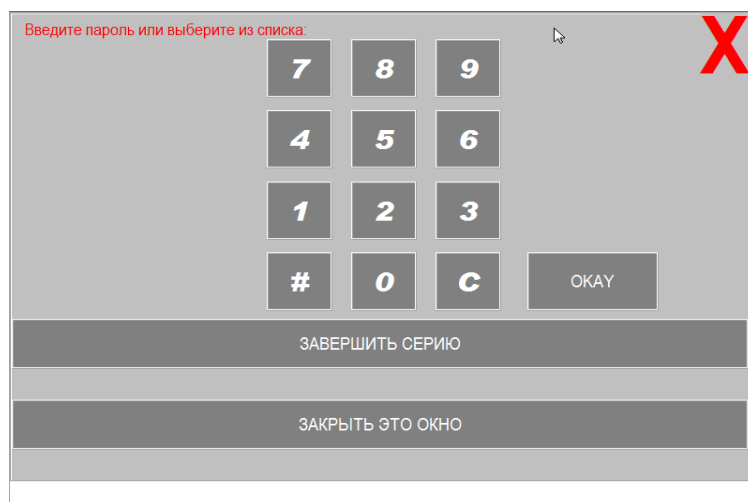 Введите пароль или выберите из списка:
X
7 8 9
4 5 6
1 2 3
# 0 C OKAY
ЗАВЕРШИТЬ СЕРИЮ
ЗАКРЫТЬ ЭТО ОКНО